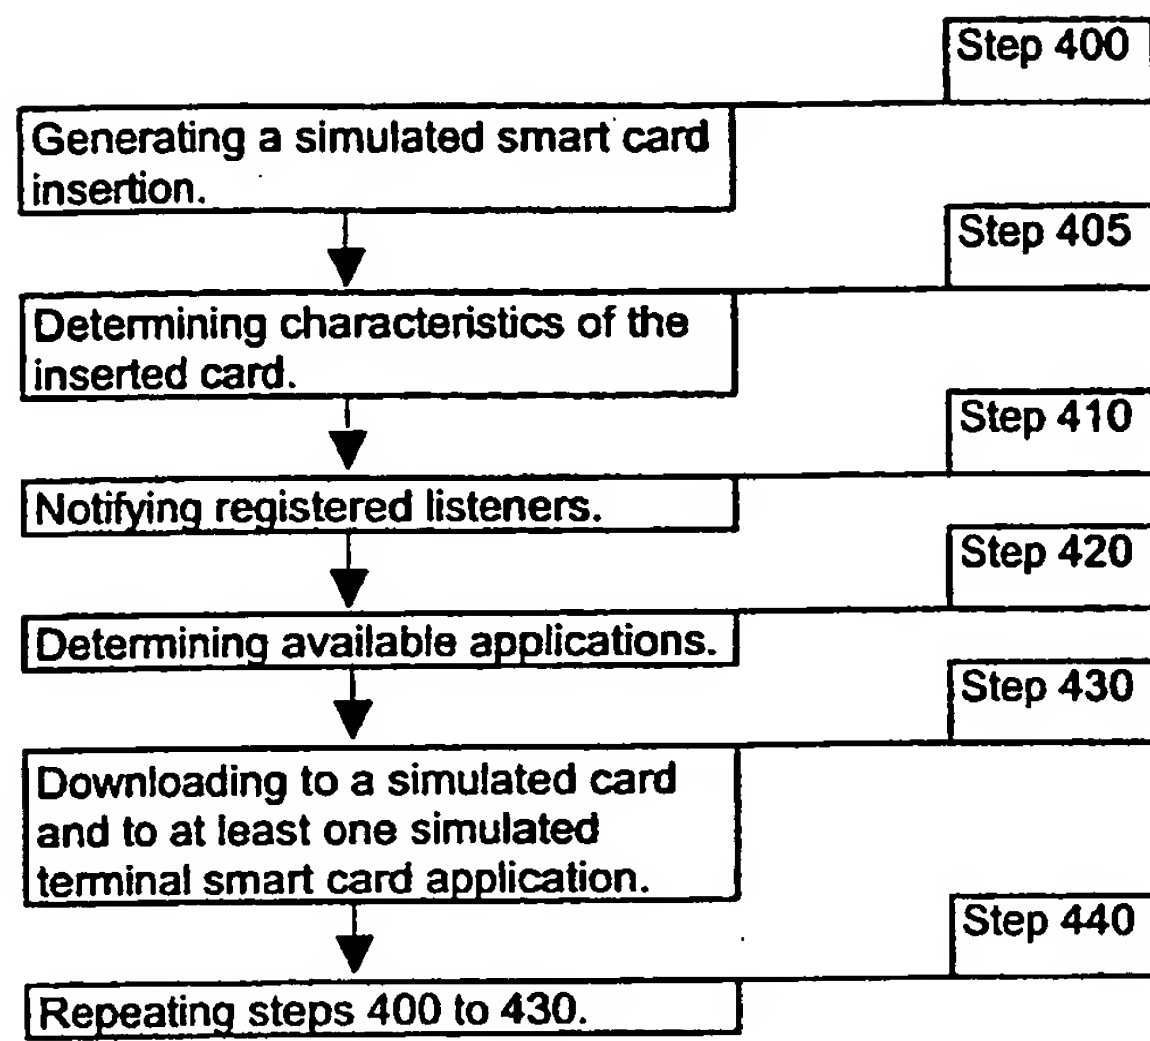 Step 400
Generating a simulated smart card
insertion.
Step 405
Determining characteristics of the
inserted card.
Step 410
Notifying registered listeners.
Step 420
Determining available applications.
Step 430
Downloading to a simulated card
and to at least one simulated
terminal smart card application.
Step 440
Repeating steps 400 to 430.